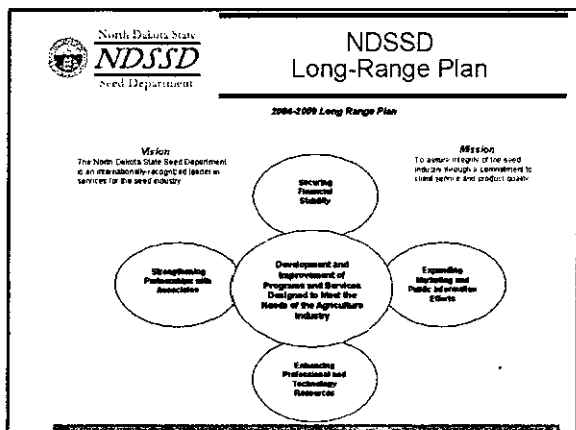 North Dakota State
NDSSD
Seed Department
NDSSD
Long-Range Plan
2004-2009 Long Range Plan
Vision
The North Dakota State Seed Department
is an internationally-recognized leader in
services for the seed industry
Mission
To assure integrity of the seed
industry through a commitment to
client service and product quality
Securing
Financial
Stability
Strengthening
Partnerships with
Associates
Development and
Improvement of
Programs and Services
Designed to Meet the
Needs of the Agriculture
Industry
Expanding
Marketing and
Public Information
Efforts
Enhancing
Professional and
Technology
Resources